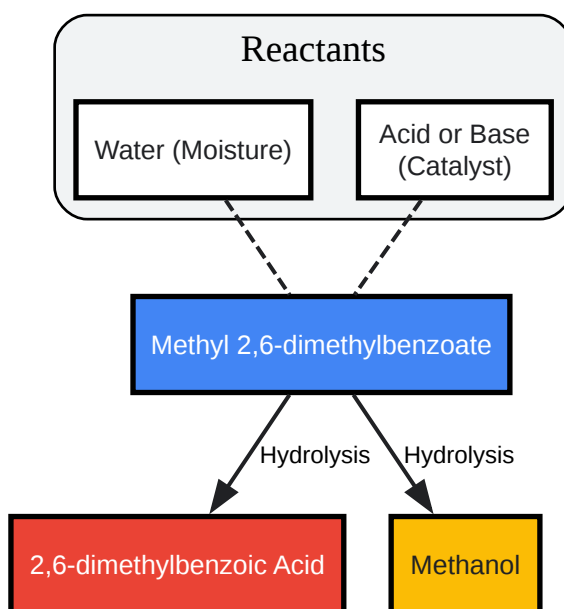 Reactants
Water (Moisture)
Acid or Base
(Catalyst)
Methyl 2,6-dimethylbenzoate
Hydrolysis
Hydrolysis
2,6-dimethylbenzoic Acid
Methanol